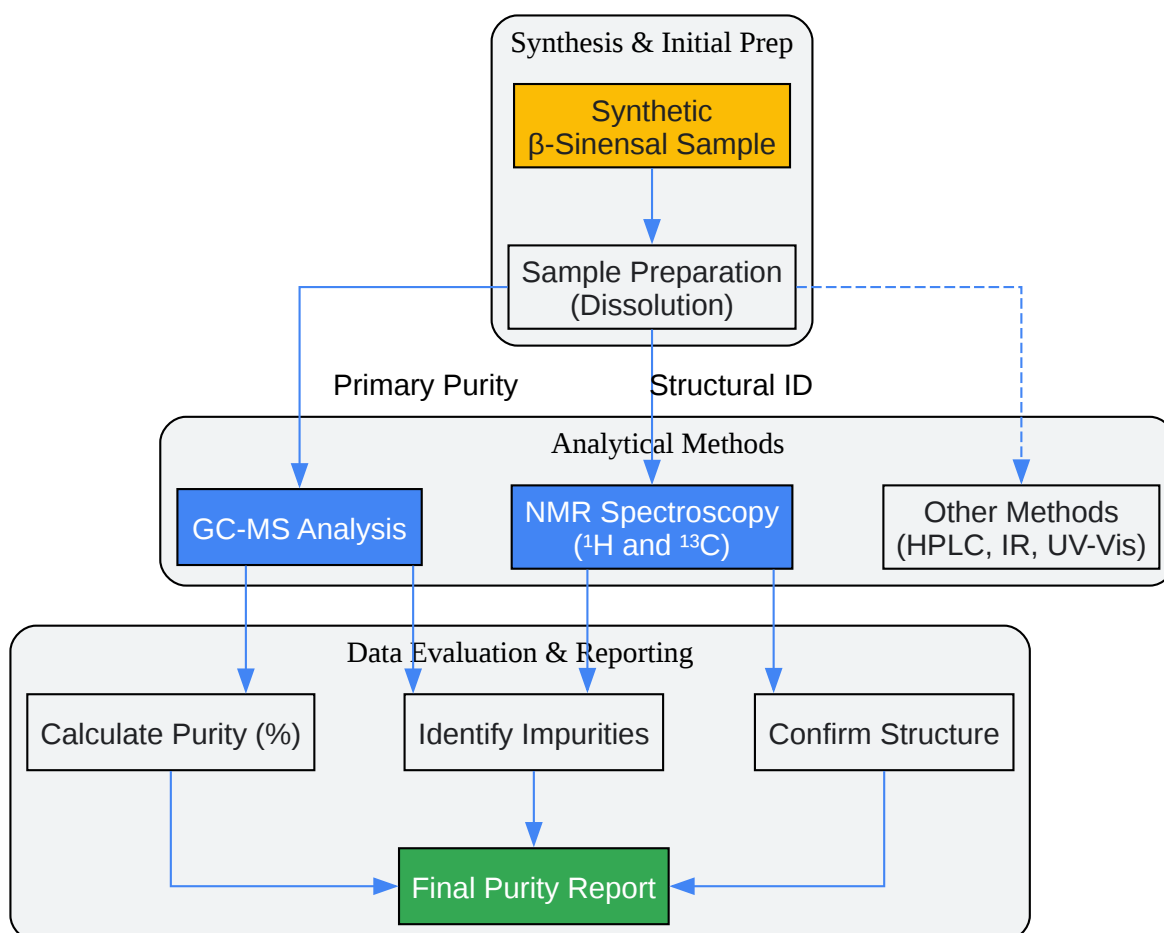 Synthesis & Initial Prep
Synthetic
β-Sinensal Sample
Sample Preparation
(Dissolution)
Primary Purity
Structural ID
Analytical Methods
GC-MS Analysis
NMR Spectroscopy
(¹H and ¹³C)
Other Methods
(HPLC, IR, UV-Vis)
Data Evaluation & Reporting
Calculate Purity (%)
Identify Impurities
Confirm Structure
Final Purity Report